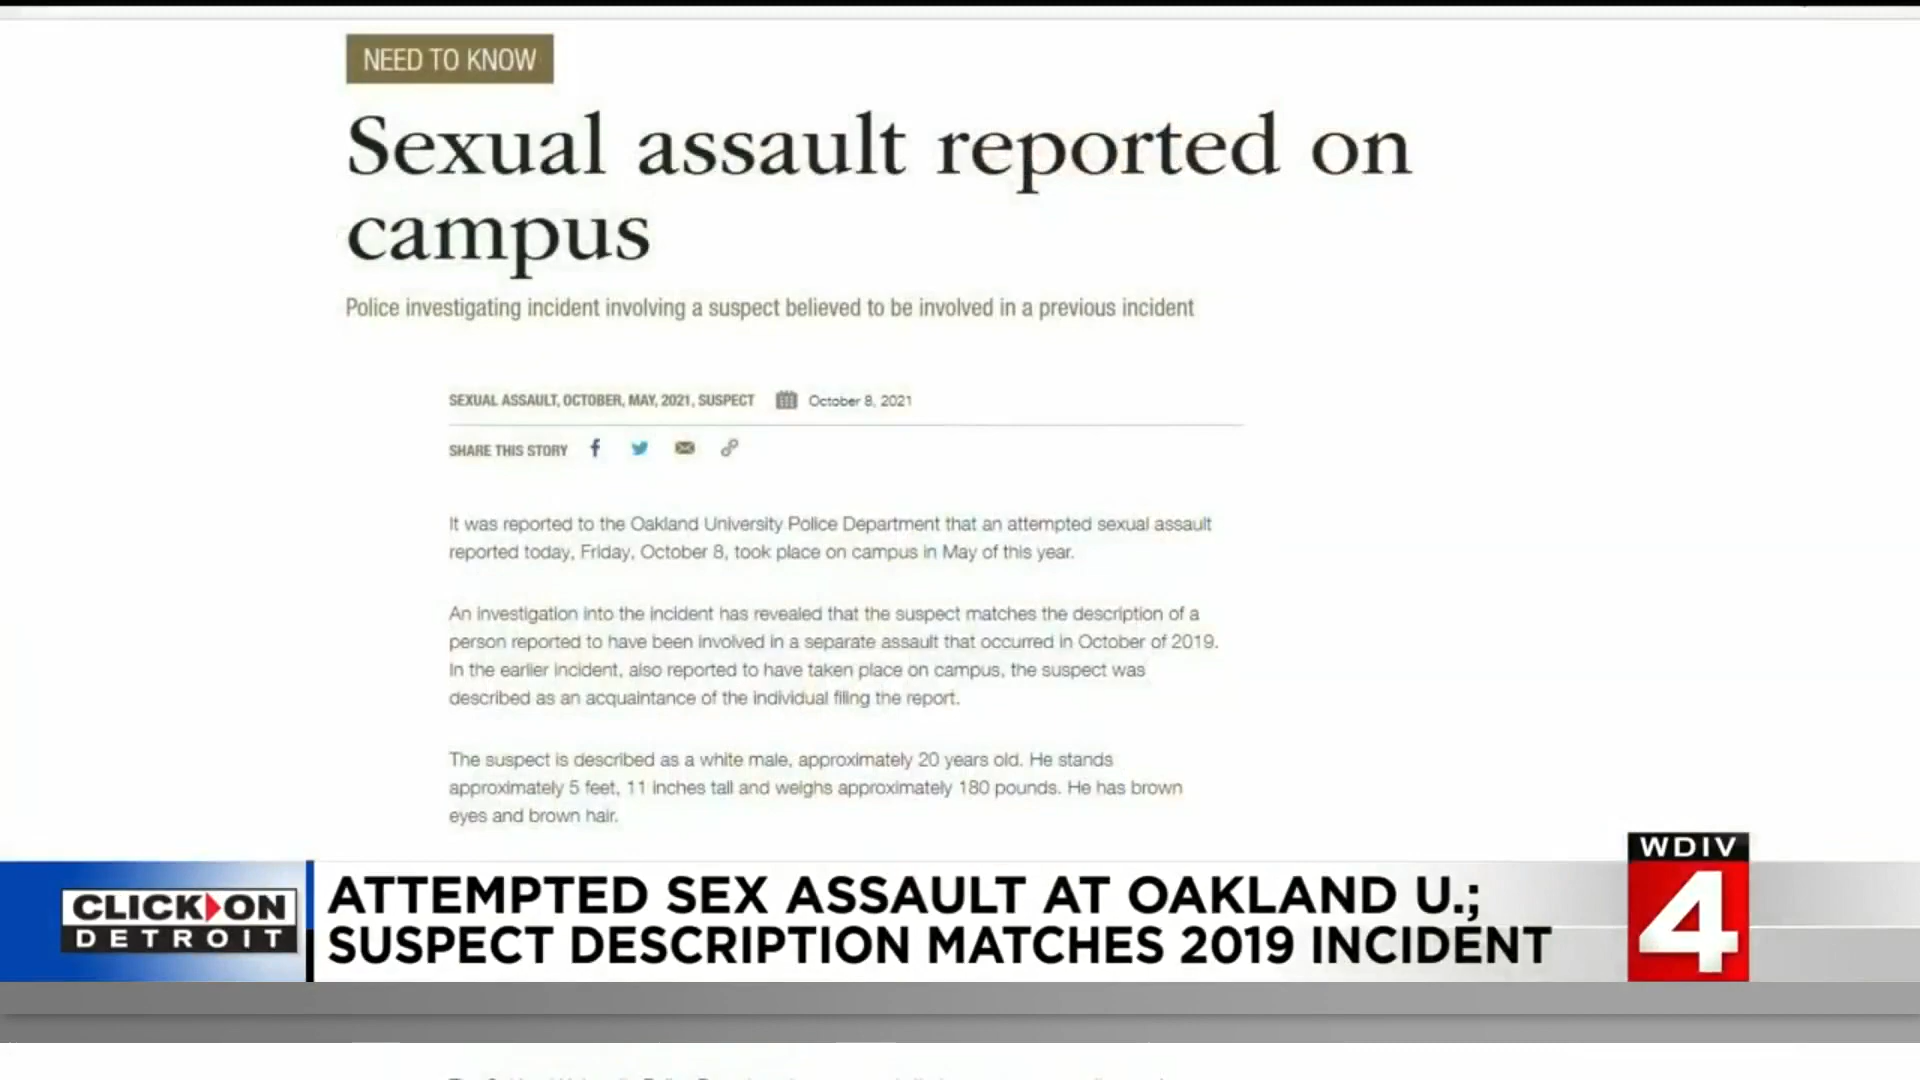 NEED TO KNOW
Sexual assault reported on
campus
Police investigating incident involving a suspect believed to be involved in a previous incident
SEXUAL ASSAULT, OCTOBER, MAY, 2021, SUSPECT October 8, 2021
SHARE THIS STORY
It was reported to the Oakland University Police Department that an attempted sexual assault
reported today, Friday, October 8, took place on campus in May of this year.
An investigation into the incident has revealed that the suspect matches the description of a
person reported to have been involved in a separate assault that occurred in October of 2019.
In the earlier incident, also reported to have taken place on campus, the suspect was
described as an acquaintance of the individual filing the report.
The suspect is described as a white male, approximately 20 years old. He stands
approximately 5 feet, 11 inches tall and weighs approximately 180 pounds. He has brown
eyes and brown hair.
CLICK ON
DETROIT
ATTEMPTED SEX ASSAULT AT OAKLAND U.;
SUSPECT DESCRIPTION MATCHES 2019 INCIDENT
WDIV
4